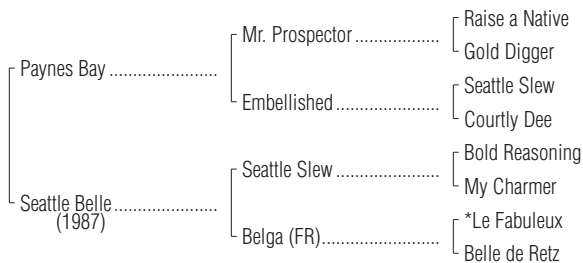 Raise a Native
Mr. Prospector ....................
Gold Digger
Paynes Bay .........................
Seattle Slew
Embellished .........................
Courtly Dee
Bold Reasoning
Seattle Slew .........................
My Charmer
Seattle Belle .........................
(1987)
*Le Fabuleux
Belga (FR) ............................
Belle de Retz